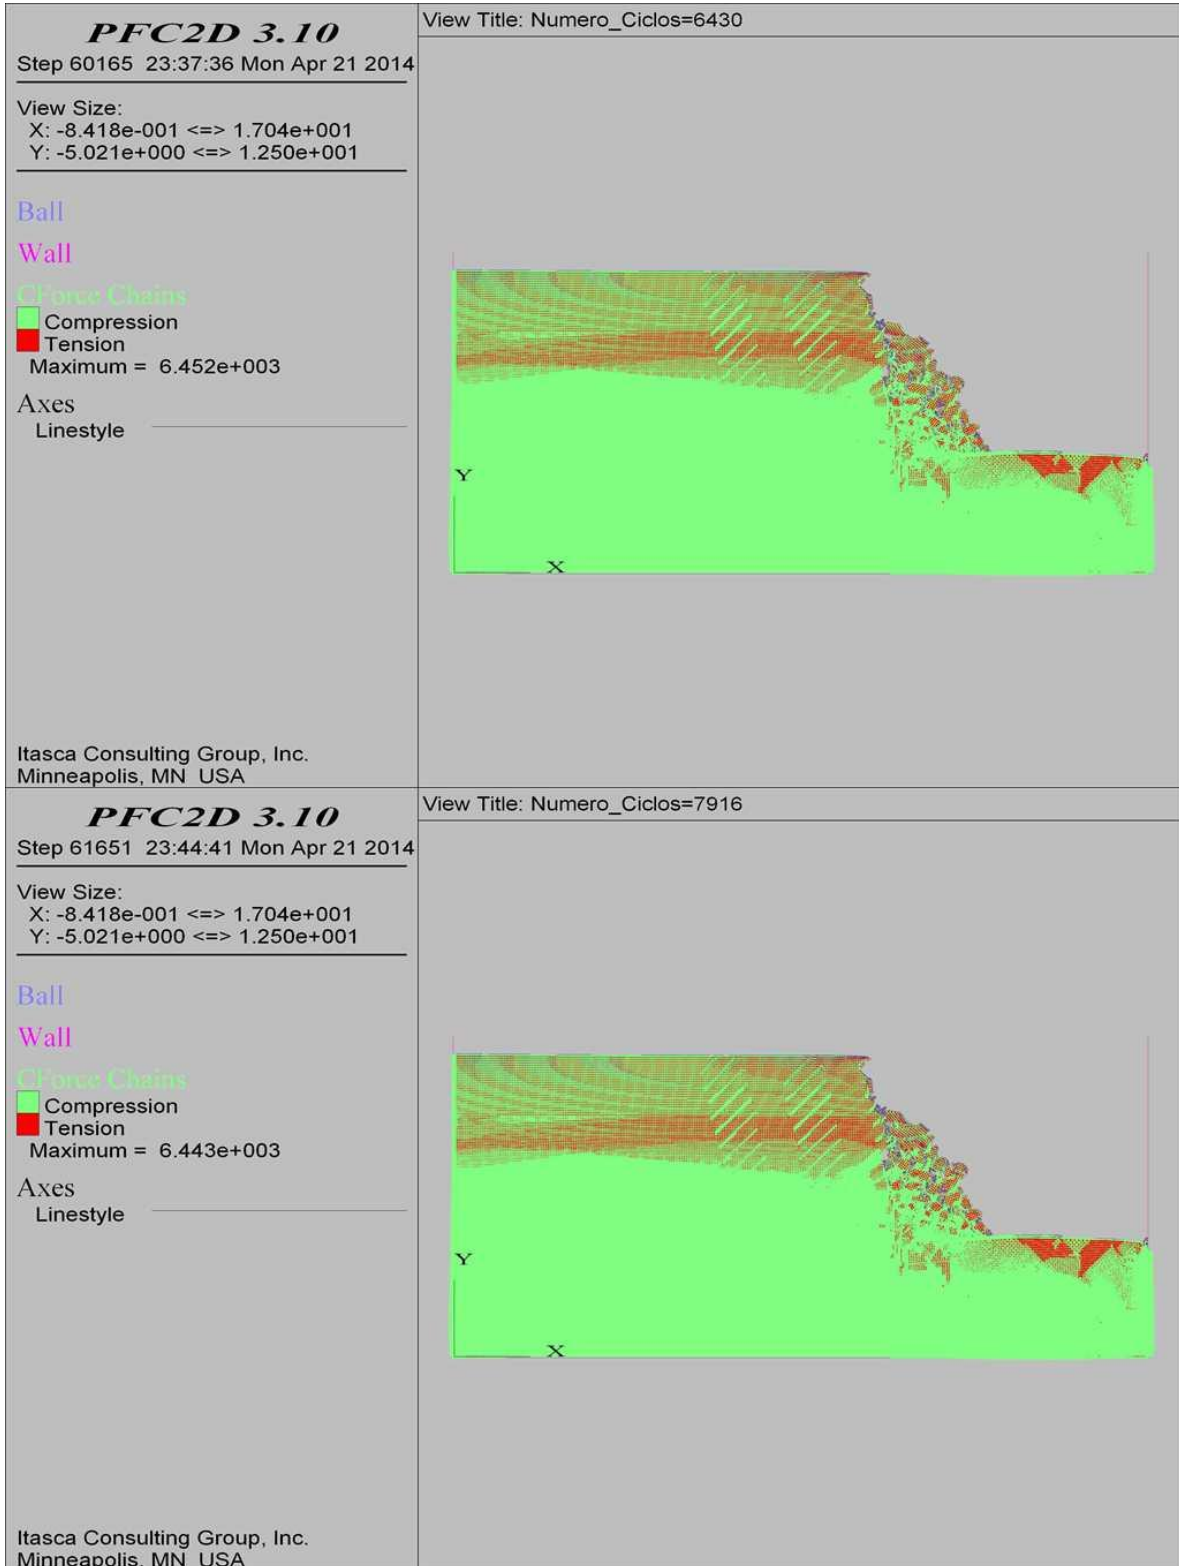 PFC2D 3.10
Step 60165 23:37:36 Mon Apr 21 2014
View Size:
X: -8.418e-001 <=> 1.704e+001
Y: -5.021e+000 <=> 1.250e+001
Ball
Wall
CForce Chains
Compression
Tension
Maximum = 6.452e+003
Axes
Linestyle
Itasca Consulting Group, Inc.
Minneapolis, MN USA
View Title: Numero_Ciclos=6430
Y
X
PFC2D 3.10
Step 61651 23:44:41 Mon Apr 21 2014
View Size:
X: -8.418e-001 <=> 1.704e+001
Y: -5.021e+000 <=> 1.250e+001
Ball
Wall
CForce Chains
Compression
Tension
Maximum = 6.443e+003
Axes
Linestyle
Itasca Consulting Group, Inc.
Minneapolis, MN USA
View Title: Numero_Ciclos=7916
Y
X